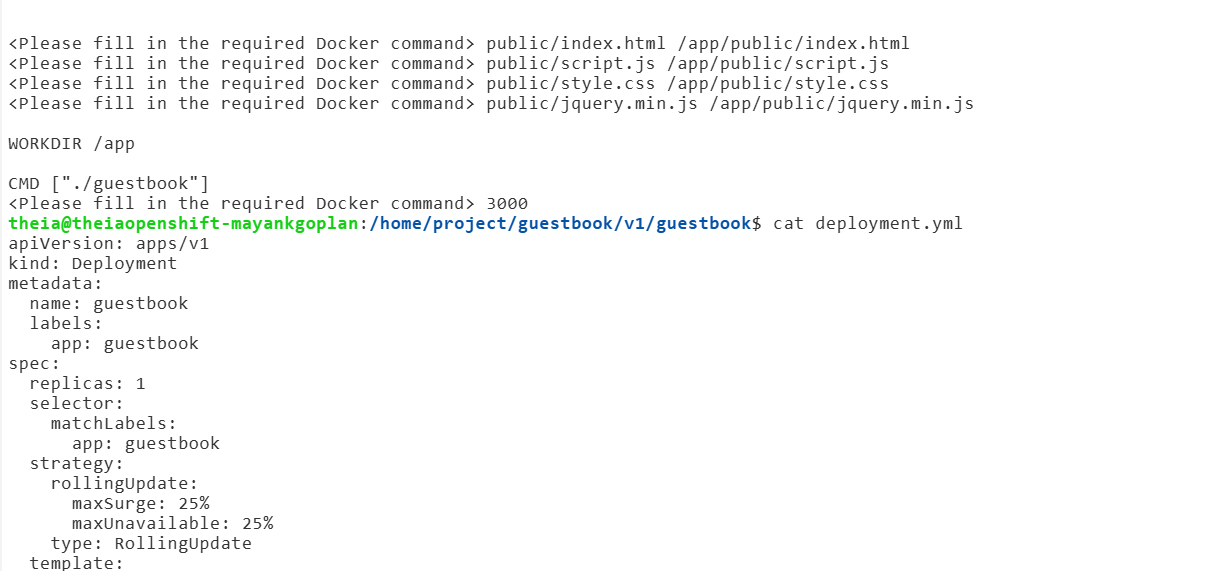 <Please fill in the required Docker command> public/index.html /app/public/index.html
<Please fill in the required Docker command> public/script.js /app/public/script.js
<Please fill in the required Docker command> public/style.css /app/public/style.css
<Please fill in the required Docker command> public/jquery.min.js /app/public/jquery.min.js

WORKDIR /app

CMD ["./guestbook"]
<Please fill in the required Docker command> 3000
theia@theiaopenshift-mayankgoplan:/home/project/guestbook/v1/guestbook$ cat deployment.yml
apiVersion: apps/v1
kind: Deployment
metadata:
  name: guestbook
  labels:
    app: guestbook
spec:
  replicas: 1
  selector:
    matchLabels:
      app: guestbook
  strategy:
    rollingUpdate:
      maxSurge: 25%
      maxUnavailable: 25%
    type: RollingUpdate
  template: